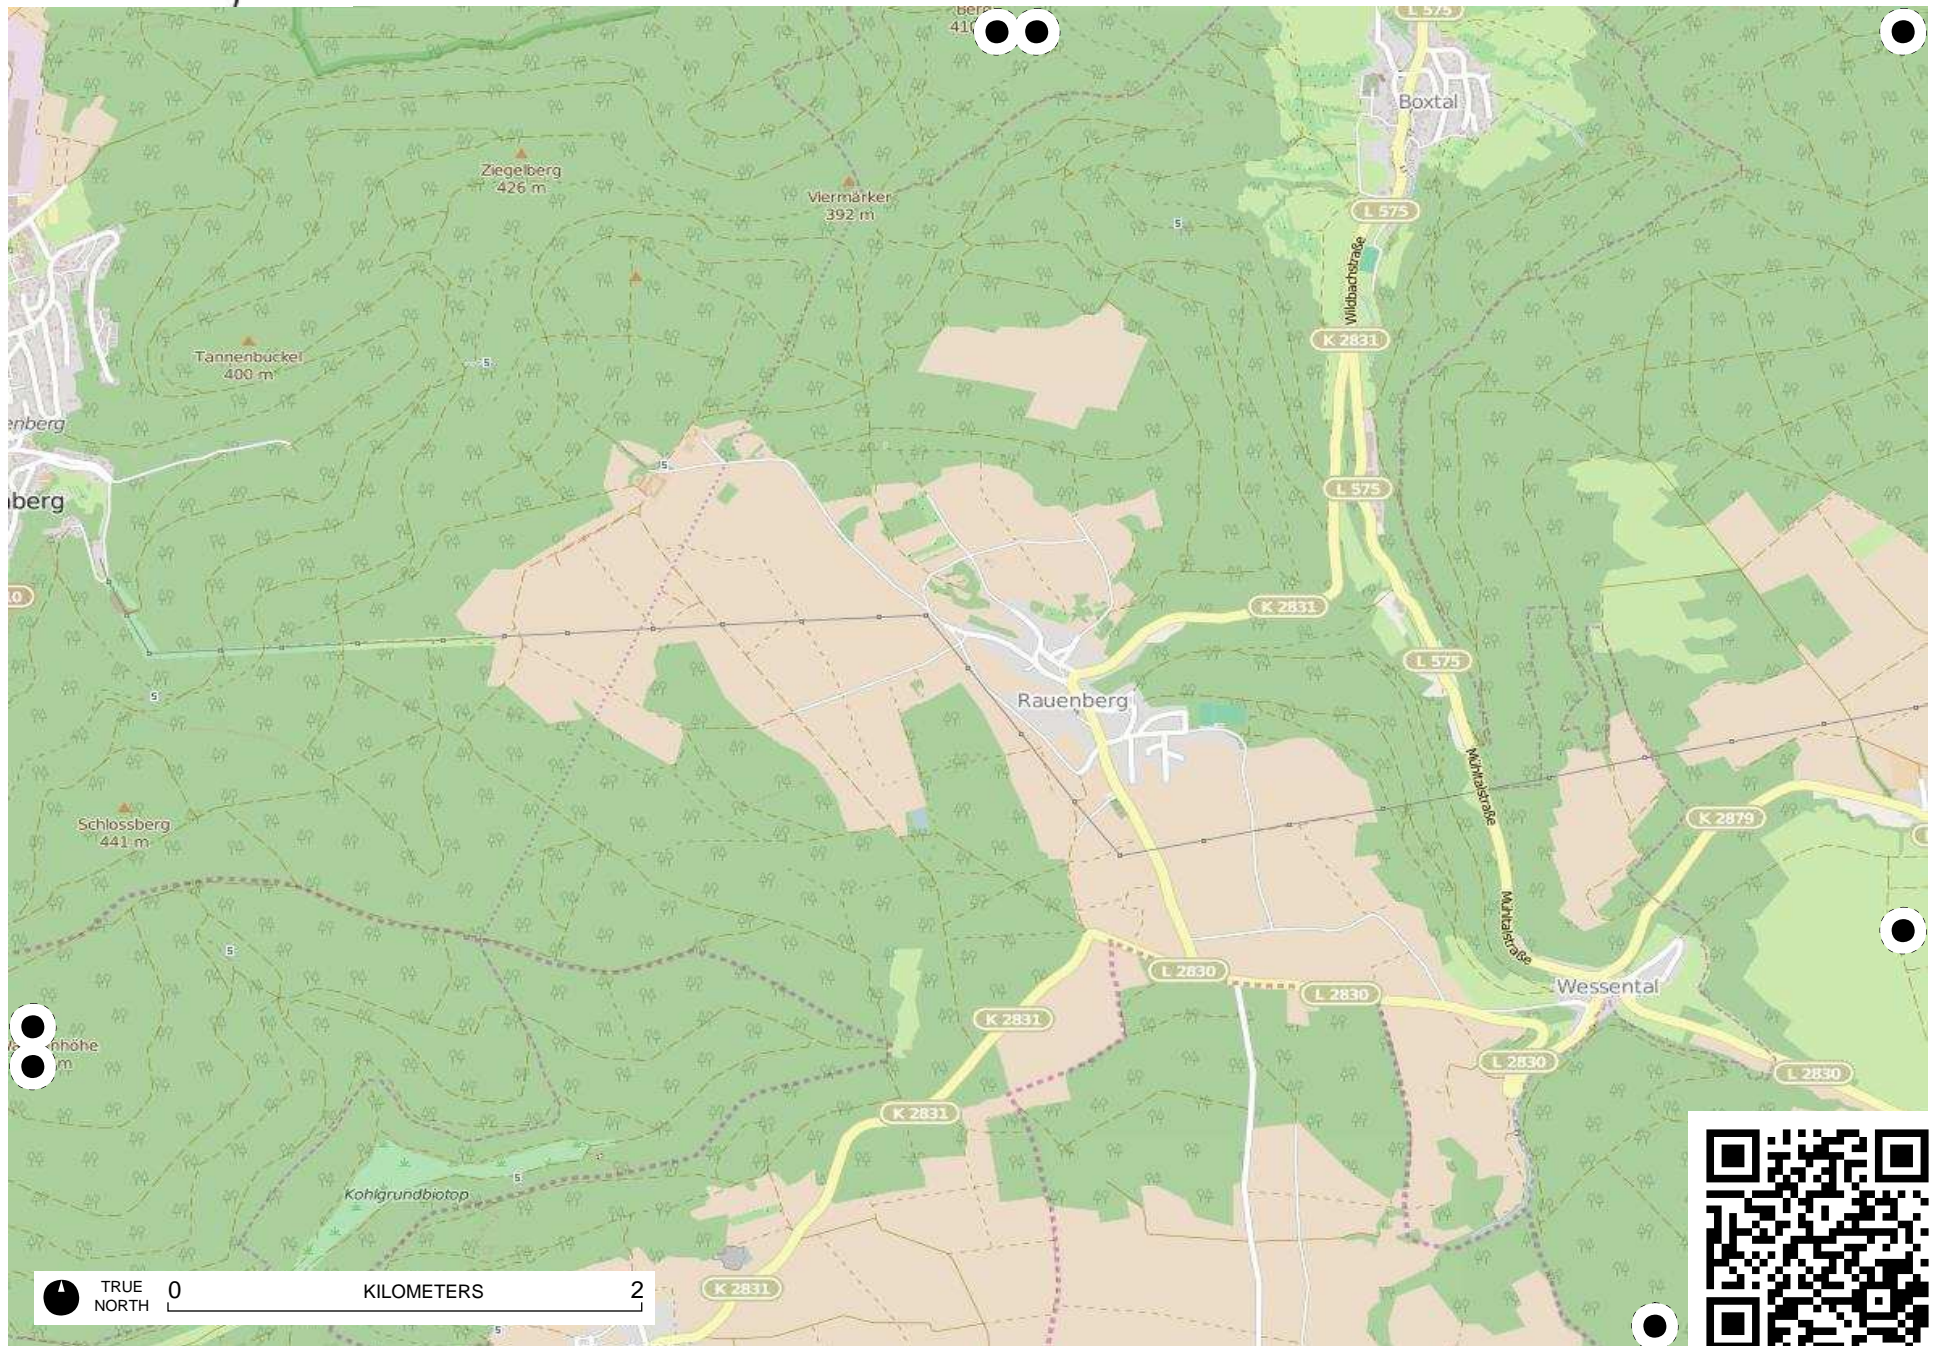 L 575
Boxtal
Ziegelberg
426 m
Viermärker
392 m
L 575
Wildbachstraße
K 2831
Tannenbuckel
400 m
enberg
L 575
berg
K 2831
L 575
Rauenberg
Mühltalstraße
Schlossberg
441 m
K 2879
Mühltalstraße
L 2830
Wessental
L 2830
K 2831
L 2830
L 2830
K 2831
Kohlgrundbiotop
K 2831
TRUE
NORTH
0 KILOMETERS 2